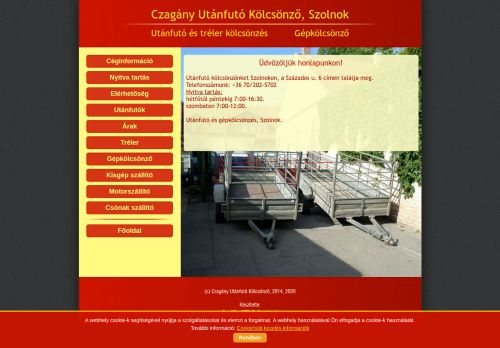 Czagány Utánfutó Kölcsönző, Szolnok
Utánfutó és tréler kölcsönzés Gépkölcsönző
Céginformáció
Nyitva tartás
Elérhetőség
Utánfutók
Árak
Tréler
Gépkölcsönző
Kisgép szállító
Motorszállító
Csónak szállító
Főoldal
Üdvözöljük honlapunkon!
Utánfutó kölcsönzőnket Szolnokon, a Százados u. 6 címen találja meg.
Telefonszámunk: +36 70/202-5702
Nyitva tartás:
hétfőtől péntekig 7:00-16:30.
szombaton 7:00-12:00.
Utánfutó és gépkölcsönzés, Szolnok.
(c) Czagány Utánfutó Kölcsönző, 2014, 2020
Készítette:
A webhely cookie-k segítségével nyújtja a szolgáltatásokat és elemzi a forgalmat. A webhely használatával Ön elfogadja a cookie-k használatát.
További információ: Cookie/süti kezelés információk
Rendben